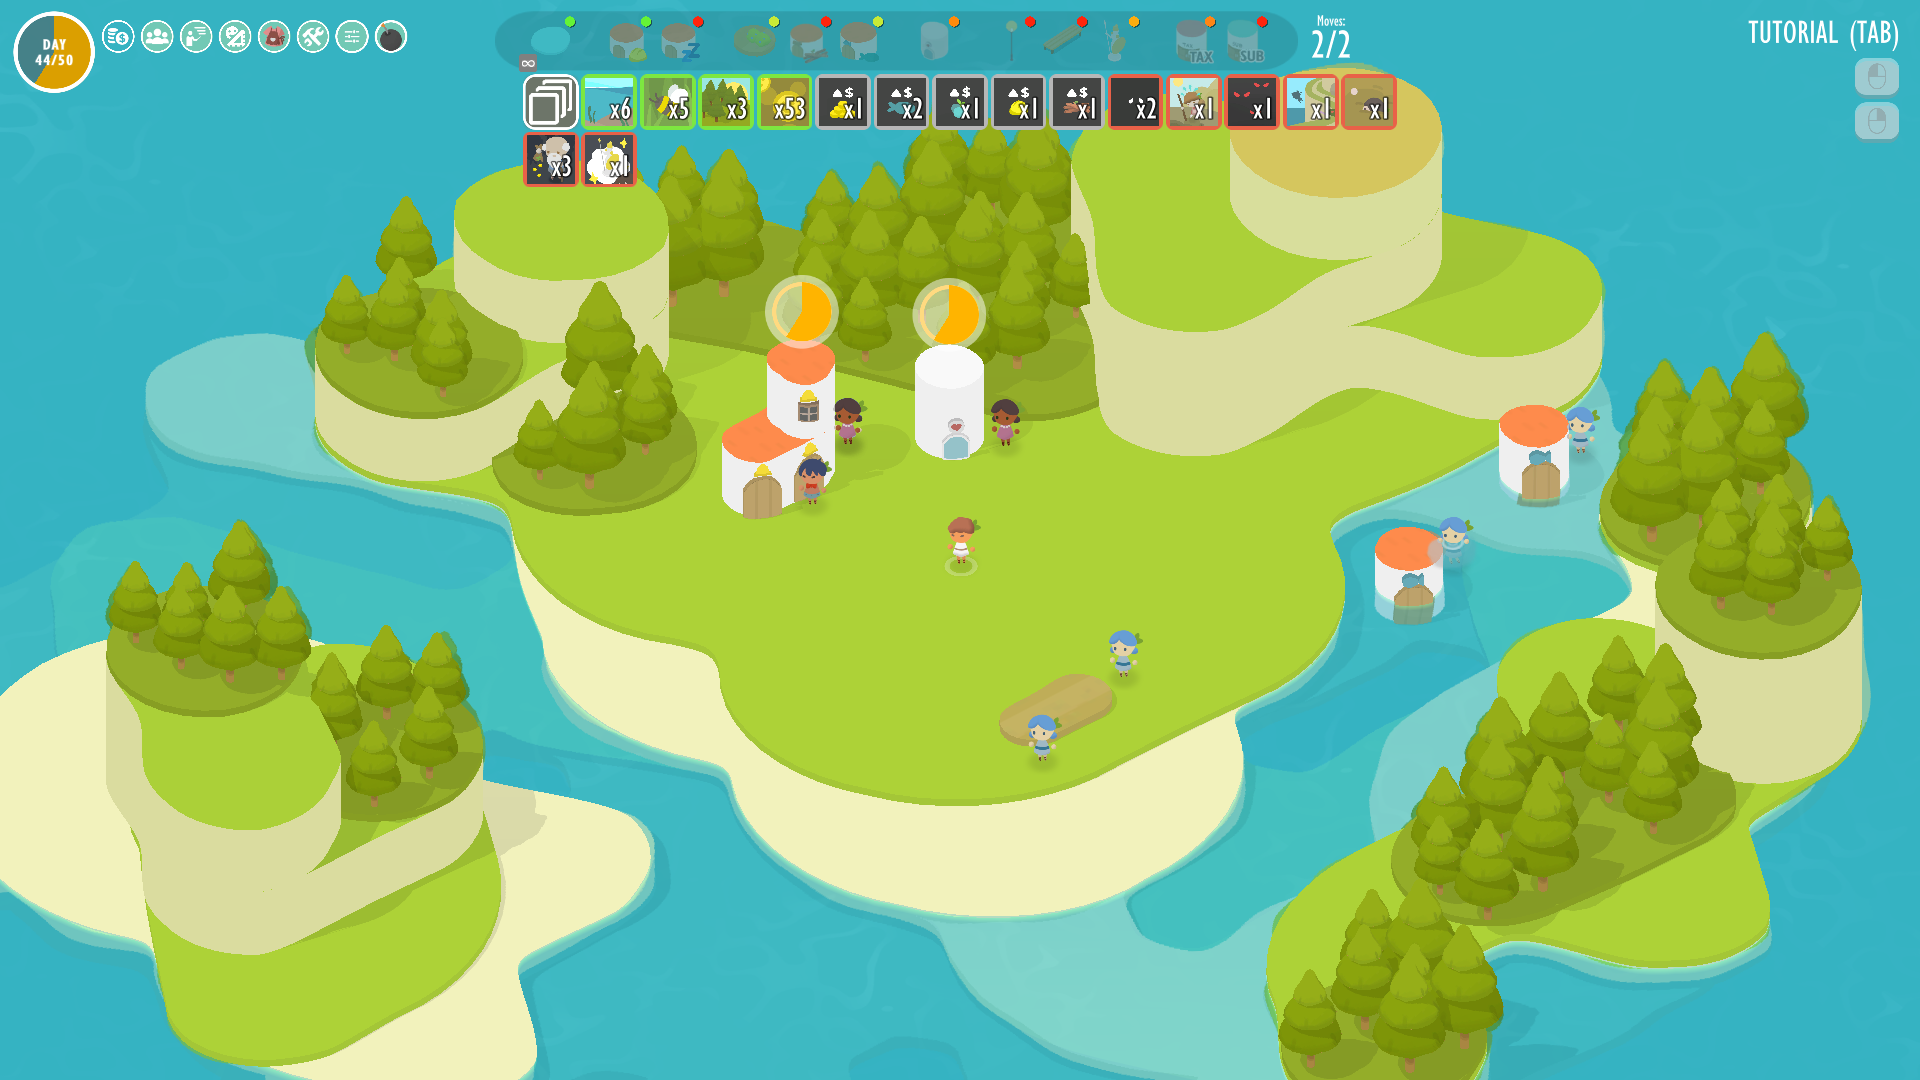 DAY
44/50
∞
TAX
SUB
Moves:
2/2
TUTORIAL (TAB)
x6
x5
x3
x53
$ x1
$ x2
$ x1
$ x1
$ x1
x2
x1
x1
x1
x1
x3
x1